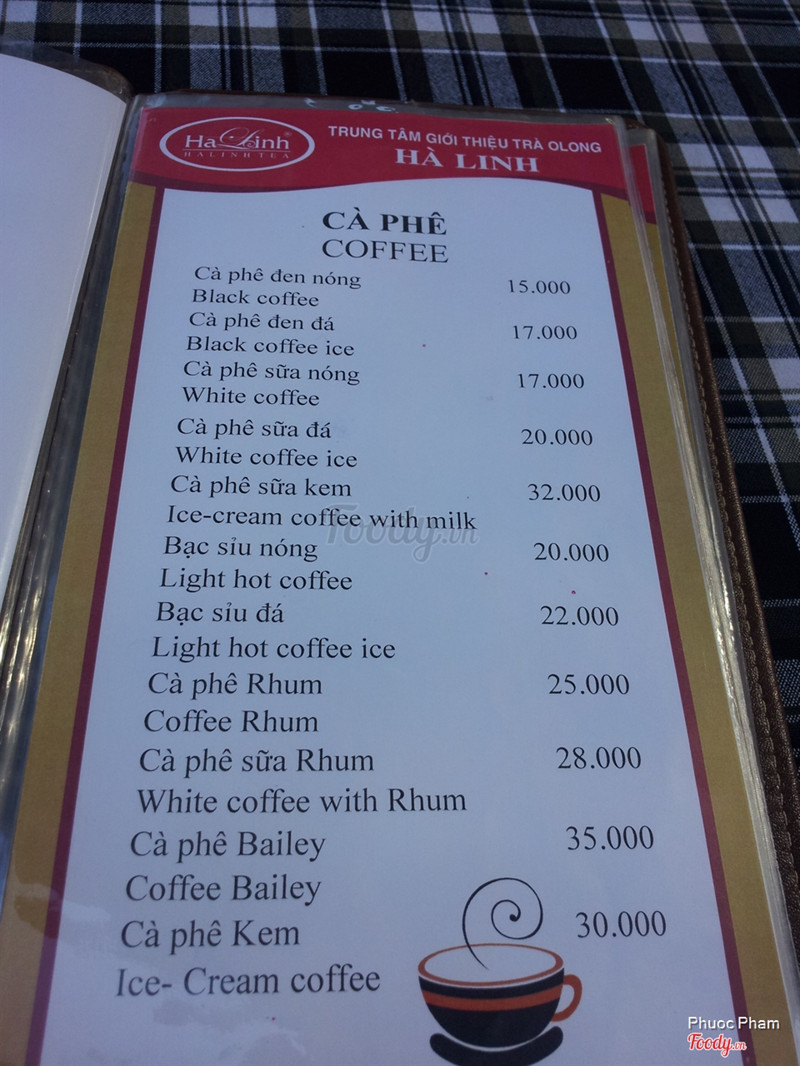 Ha Linh®
HALINH TEA
TRUNG TÂM GIỚI THIỆU TRÀ OLONG
HÀ LINH
CÀ PHÊ
COFFEE
Cà phê đen nóng 15.000
Black coffee
Cà phê đen đá 17.000
Black coffee ice
Cà phê sữa nóng 17.000
White coffee
Cà phê sữa đá 20.000
White coffee ice
Cà phê sữa kem 32.000
Ice-cream coffee with milk
Foody.vn
Bạc sỉu nóng 20.000
Light hot coffee
Bạc sỉu đá 22.000
Light hot coffee ice
Cà phê Rhum 25.000
Coffee Rhum
Cà phê sữa Rhum 28.000
White coffee with Rhum
Cà phê Bailey 35.000
Coffee Bailey
Cà phê Kem 30.000
Ice- Cream coffee
Phuoc Pham
Foody.vn